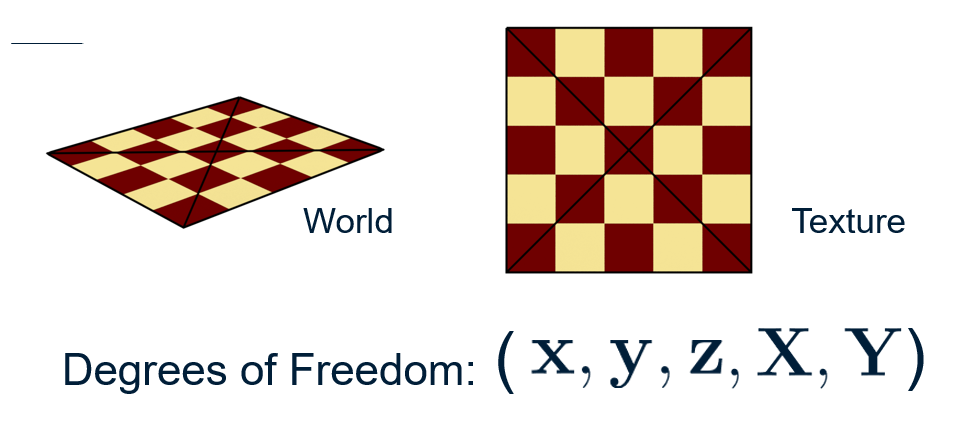 World
Texture
Degrees of Freedom: (x, y, z, X, Y)